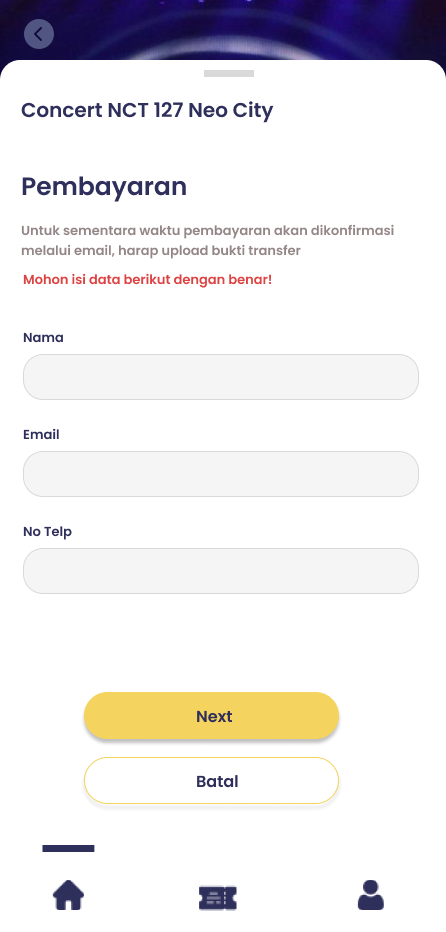 Concert NCT 127 Neo City
Pembayaran
Untuk sementara waktu pembayaran akan dikonfirmasi
melalui email, harap upload bukti transfer
Mohon isi data berikut dengan benar!
Nama
Email
No Telp
Next
Batal